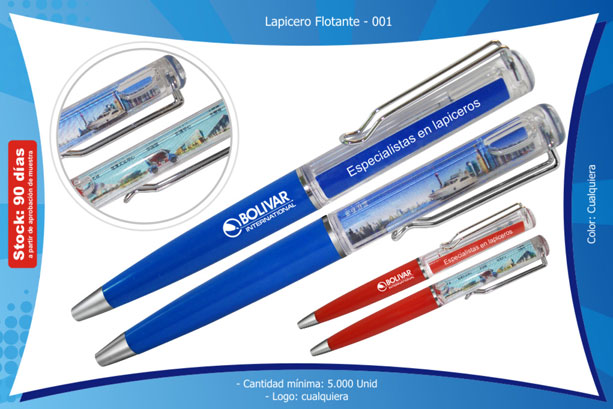 Lapicero Flotante - 001
Stock: 90 días
a partir de aprobación de muestra
Especialistas en lapiceros
BOLIVAR
INTERNATIONAL
Especialistas en lapiceros
BOLIVAR
INTERNATIONAL
Color: Cualquiera
- Cantidad mínima: 5.000 Unid
- Logo: cualquiera